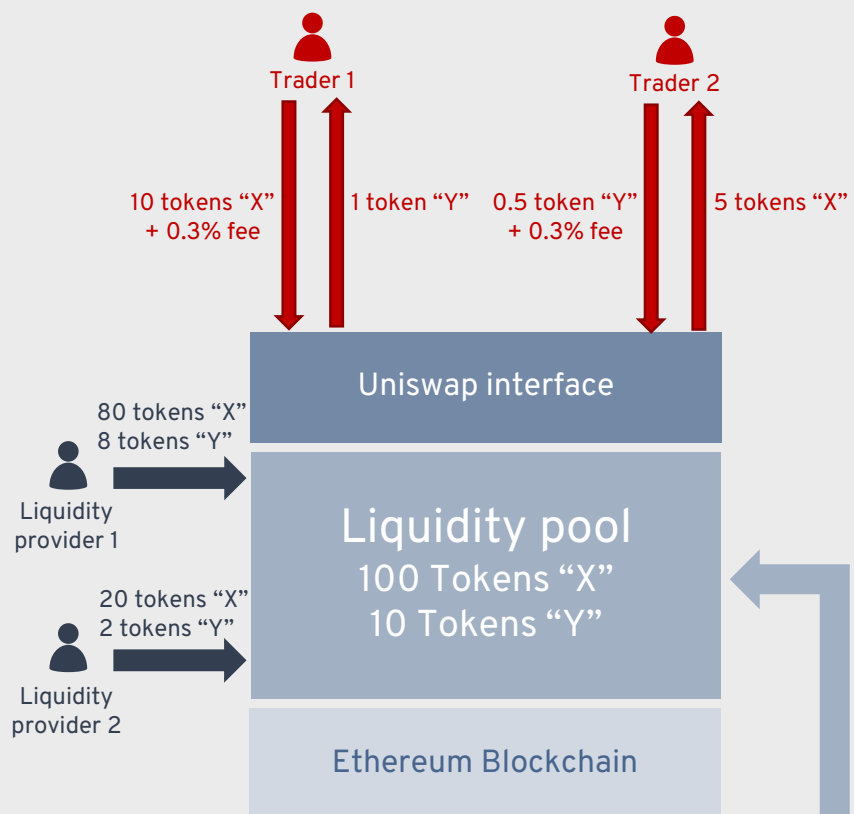 Trader 1
Trader 2
10 tokens “X”
+ 0.3% fee
1 token “Y”
0.5 token “Y”
+ 0.3% fee
5 tokens “X”
Uniswap interface
80 tokens “X”
8 tokens “Y”
Liquidity
provider 1
Liquidity pool
100 Tokens “X”
10 Tokens “Y”
20 tokens “X”
2 tokens “Y”
Liquidity
provider 2
Ethereum Blockchain